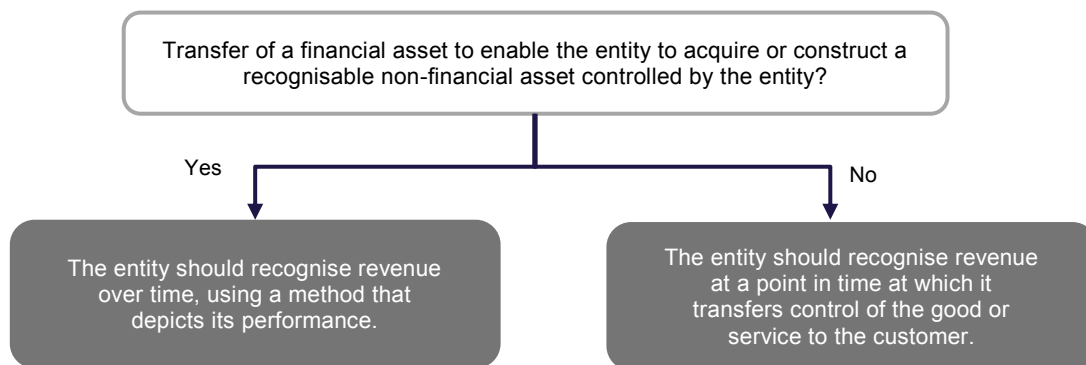 Transfer of a financial asset to enable the entity to acquire or construct a
recognisable non-financial asset controlled by the entity?
Yes
No
The entity should recognise revenue
over time, using a method that
depicts its performance.
The entity should recognise revenue
at a point in time at which it
transfers control of the good or
service to the customer.